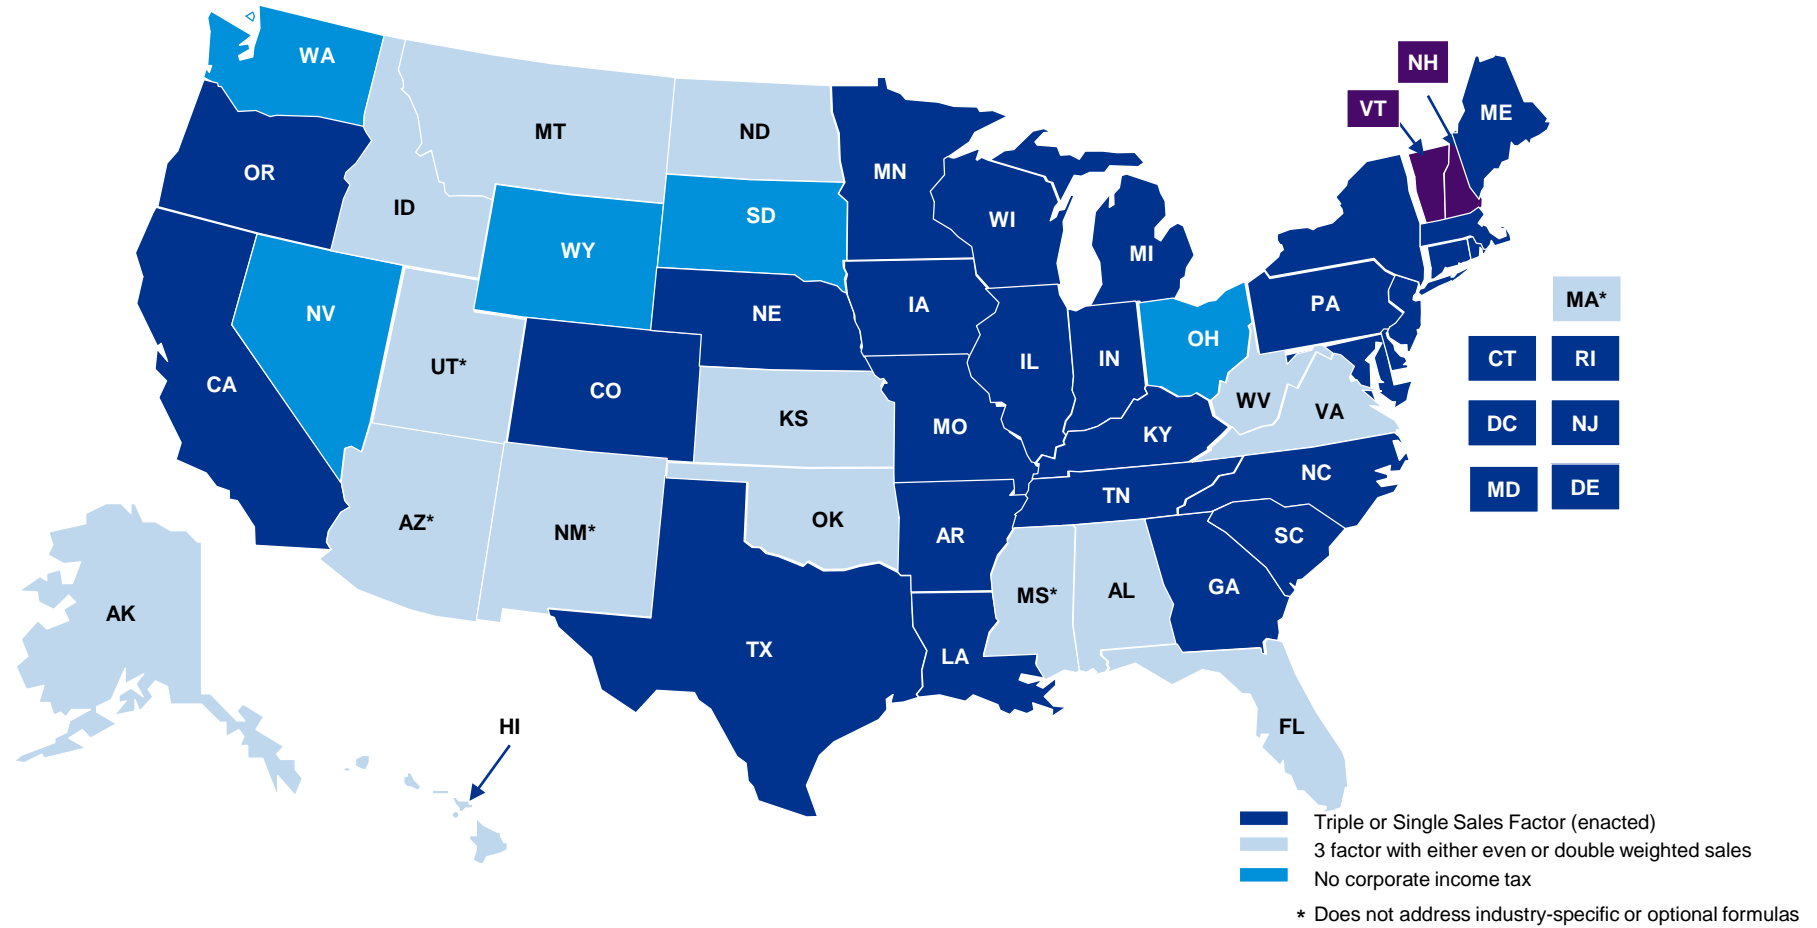 WA
NH
VT
ME
MT
ND
OR
MN
ID
SD
WI
WY
MI
MA*
NV
NE
IA
PA
OH
UT*
CO
IL
IN
CT
RI
CA
KS
MO
WV
VA
KY
DC
NJ
NC
TN
MD
DE
AZ*
NM*
OK
AR
SC
AK
MS*
AL
GA
TX
LA
HI
FL
Triple or Single Sales Factor (enacted)
3 factor with either even or double weighted sales
No corporate income tax
* Does not address industry-specific or optional formulas